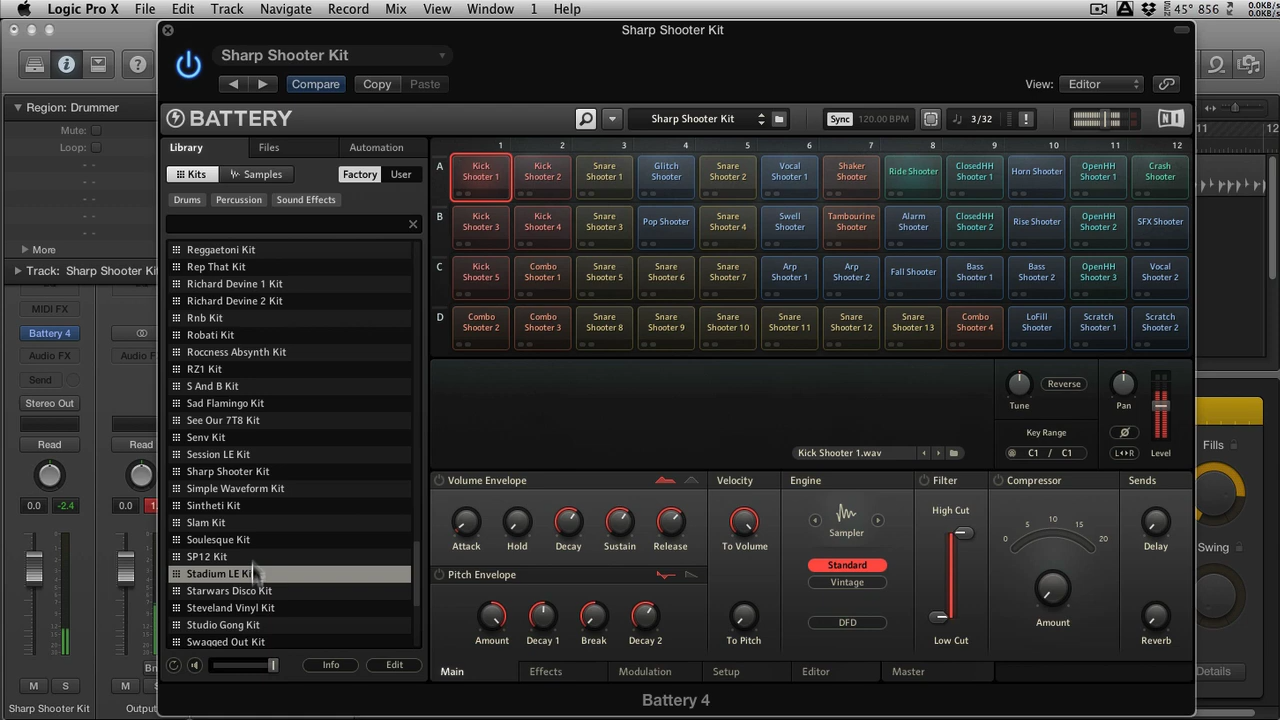 Logic Pro X File Edit Track Navigate Record Mix View Window 1 Help 45° 856 0.0KB/s 0.0KB/s
Sharp Shooter Kit
Sharp Shooter Kit
Compare Copy Paste View: Editor
Region: Drummer
Mute:
Loop:
More
Track: Sharp Shooter Kit
MIDI FX
Battery 4
Audio FX
Send
Stereo Out
Read Read
0.0 -2.4 0.0
M S M
Sharp Shooter Kit Output
BATTERY Sharp Shooter Kit Sync 120.00 BPM 3/32 !
Library Files Automation
Kits Samples Factory User
Drums Percussion Sound Effects
Reggaetoni Kit
Rep That Kit
Richard Devine 1 Kit
Richard Devine 2 Kit
Rnb Kit
Robati Kit
Roccness Absynth Kit
RZ1 Kit
S And B Kit
Sad Flamingo Kit
See Our 7T8 Kit
Senv Kit
Session LE Kit
Sharp Shooter Kit
Simple Waveform Kit
Sintheti Kit
Slam Kit
Soulesque Kit
SP12 Kit
Stadium LE Kit
Starwars Disco Kit
Steveland Vinyl Kit
Studio Gong Kit
Swagged Out Kit
Info Edit
1 2 3 4 5 6 7 8 9 10 11 12
A Kick Shooter 1 Kick Shooter 2 Snare Shooter 1 Glitch Shooter Snare Shooter 2 Vocal Shooter 1 Shaker Shooter Ride Shooter ClosedHH Shooter 1 Horn Shooter OpenHH Shooter 1 Crash Shooter
B Kick Shooter 3 Kick Shooter 4 Snare Shooter 3 Pop Shooter Snare Shooter 4 Swell Shooter Tambourine Shooter Alarm Shooter ClosedHH Shooter 2 Rise Shooter OpenHH Shooter 2 SFX Shooter
C Kick Shooter 5 Combo Shooter 1 Snare Shooter 5 Snare Shooter 6 Snare Shooter 7 Arp Shooter 1 Arp Shooter 2 Fall Shooter Bass Shooter 1 Bass Shooter 2 OpenHH Shooter 3 Vocal Shooter 2
D Combo Shooter 2 Combo Shooter 3 Snare Shooter 8 Snare Shooter 9 Snare Shooter 10 Snare Shooter 11 Snare Shooter 12 Snare Shooter 13 Combo Shooter 4 LoFill Shooter Scratch Shooter 1 Scratch Shooter 2
Reverse
Tune Pan
Key Range
Kick Shooter 1.wav C1 / C1 L◂▸R Level
Volume Envelope Velocity Engine Filter Compressor Sends
High Cut
Attack Hold Decay Sustain Release To Volume Sampler 0 5 10 15 20 Delay
Standard
Pitch Envelope Vintage
DFD
Amount Decay 1 Break Decay 2 To Pitch Low Cut Amount Reverb
Main Effects Modulation Setup Editor Master
Battery 4
11 12
Fills
Swing
Details